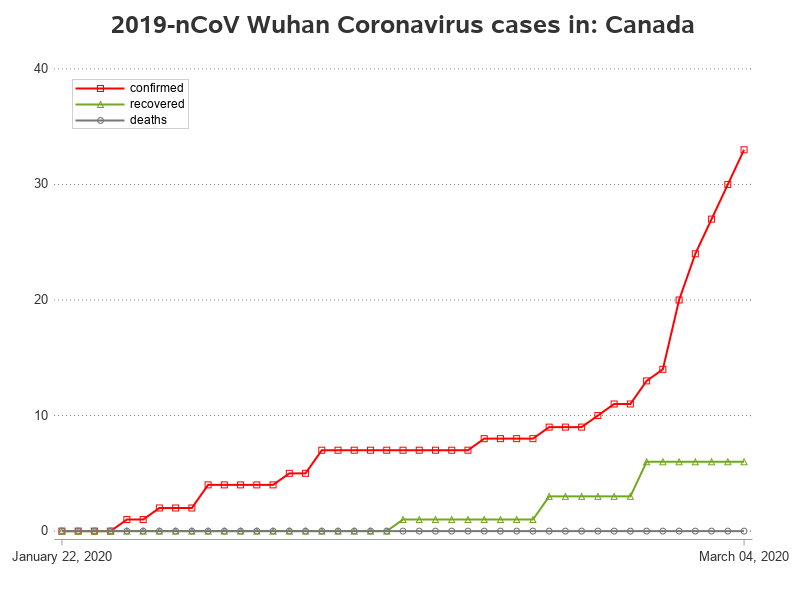 2019-nCoV Wuhan Coronavirus cases in: Canada
40
confirmed
recovered
deaths
30
20
10
0
January 22, 2020
March 04, 2020